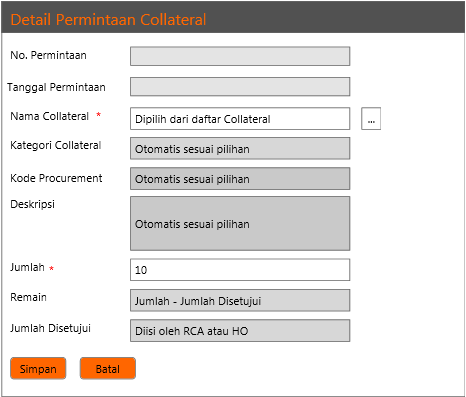 Detail Permintaan Collateral
No. Permintaan
Tanggal Permintaan
Nama Collateral * Dipilih dari daftar Collateral ...
Kategori Collateral Otomatis sesuai pilihan
Kode Procurement Otomatis sesuai pilihan
Deskripsi
Otomatis sesuai pilihan
Jumlah * 10
Remain Jumlah - Jumlah Disetujui
Jumlah Disetujui Diisi oleh RCA atau HO
Simpan Batal